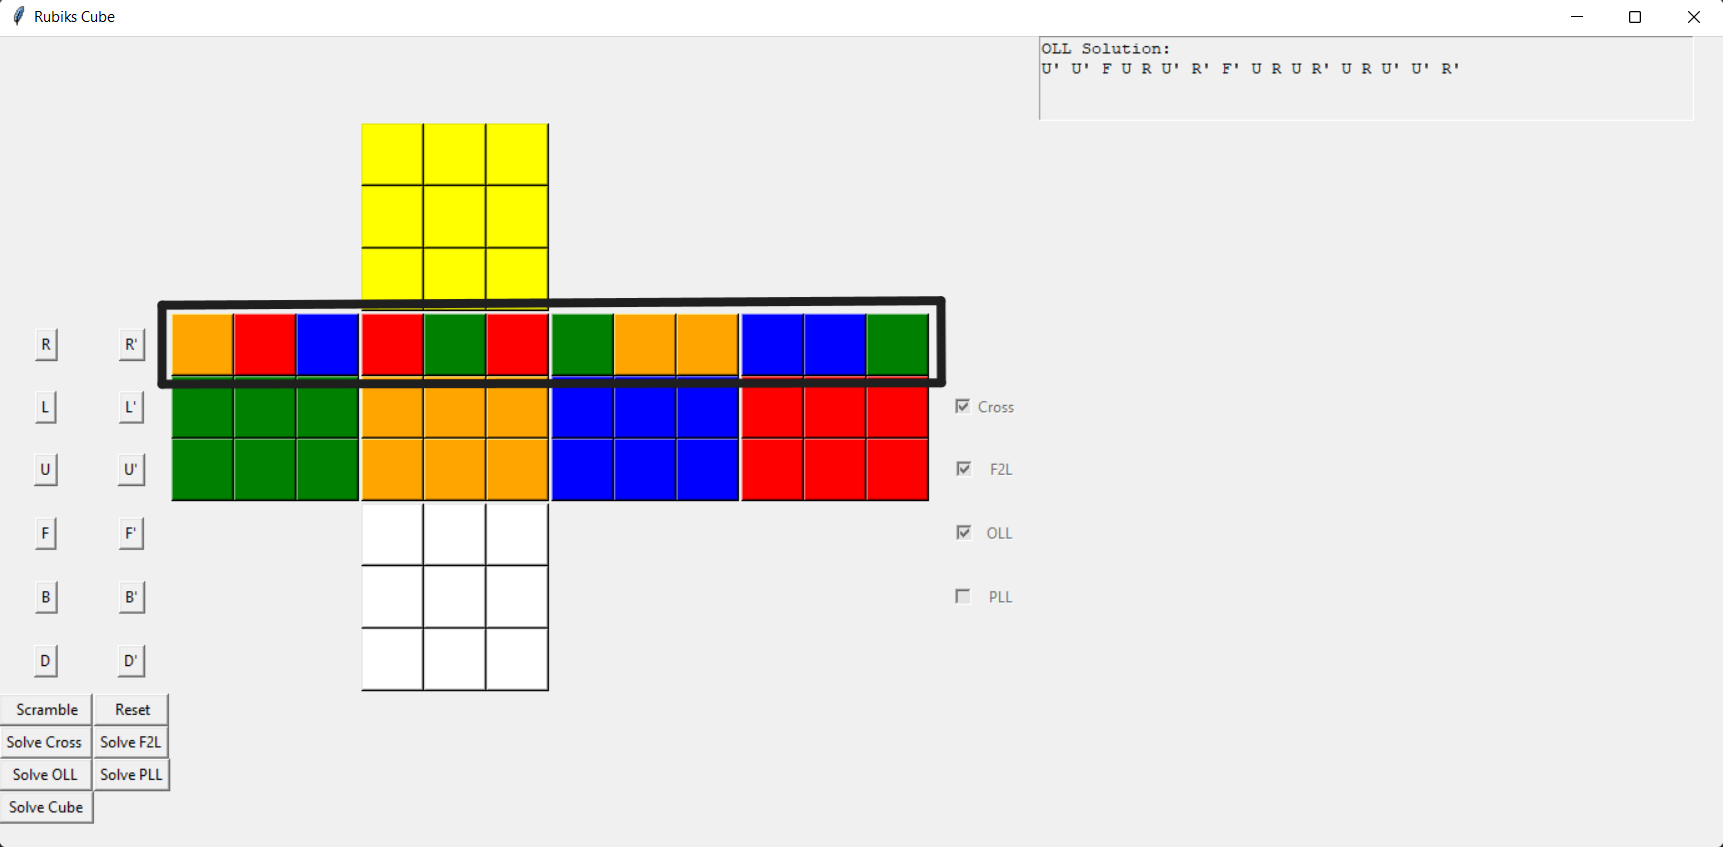 Rubiks Cube
OLL Solution:
U' U' F U R U' R' F' U R U R' U R U' U' R'
R R'
L L'
Cross
U U'
F2L
F F'
OLL
B B'
PLL
D D'
Scramble Reset
Solve Cross Solve F2L
Solve OLL Solve PLL
Solve Cube